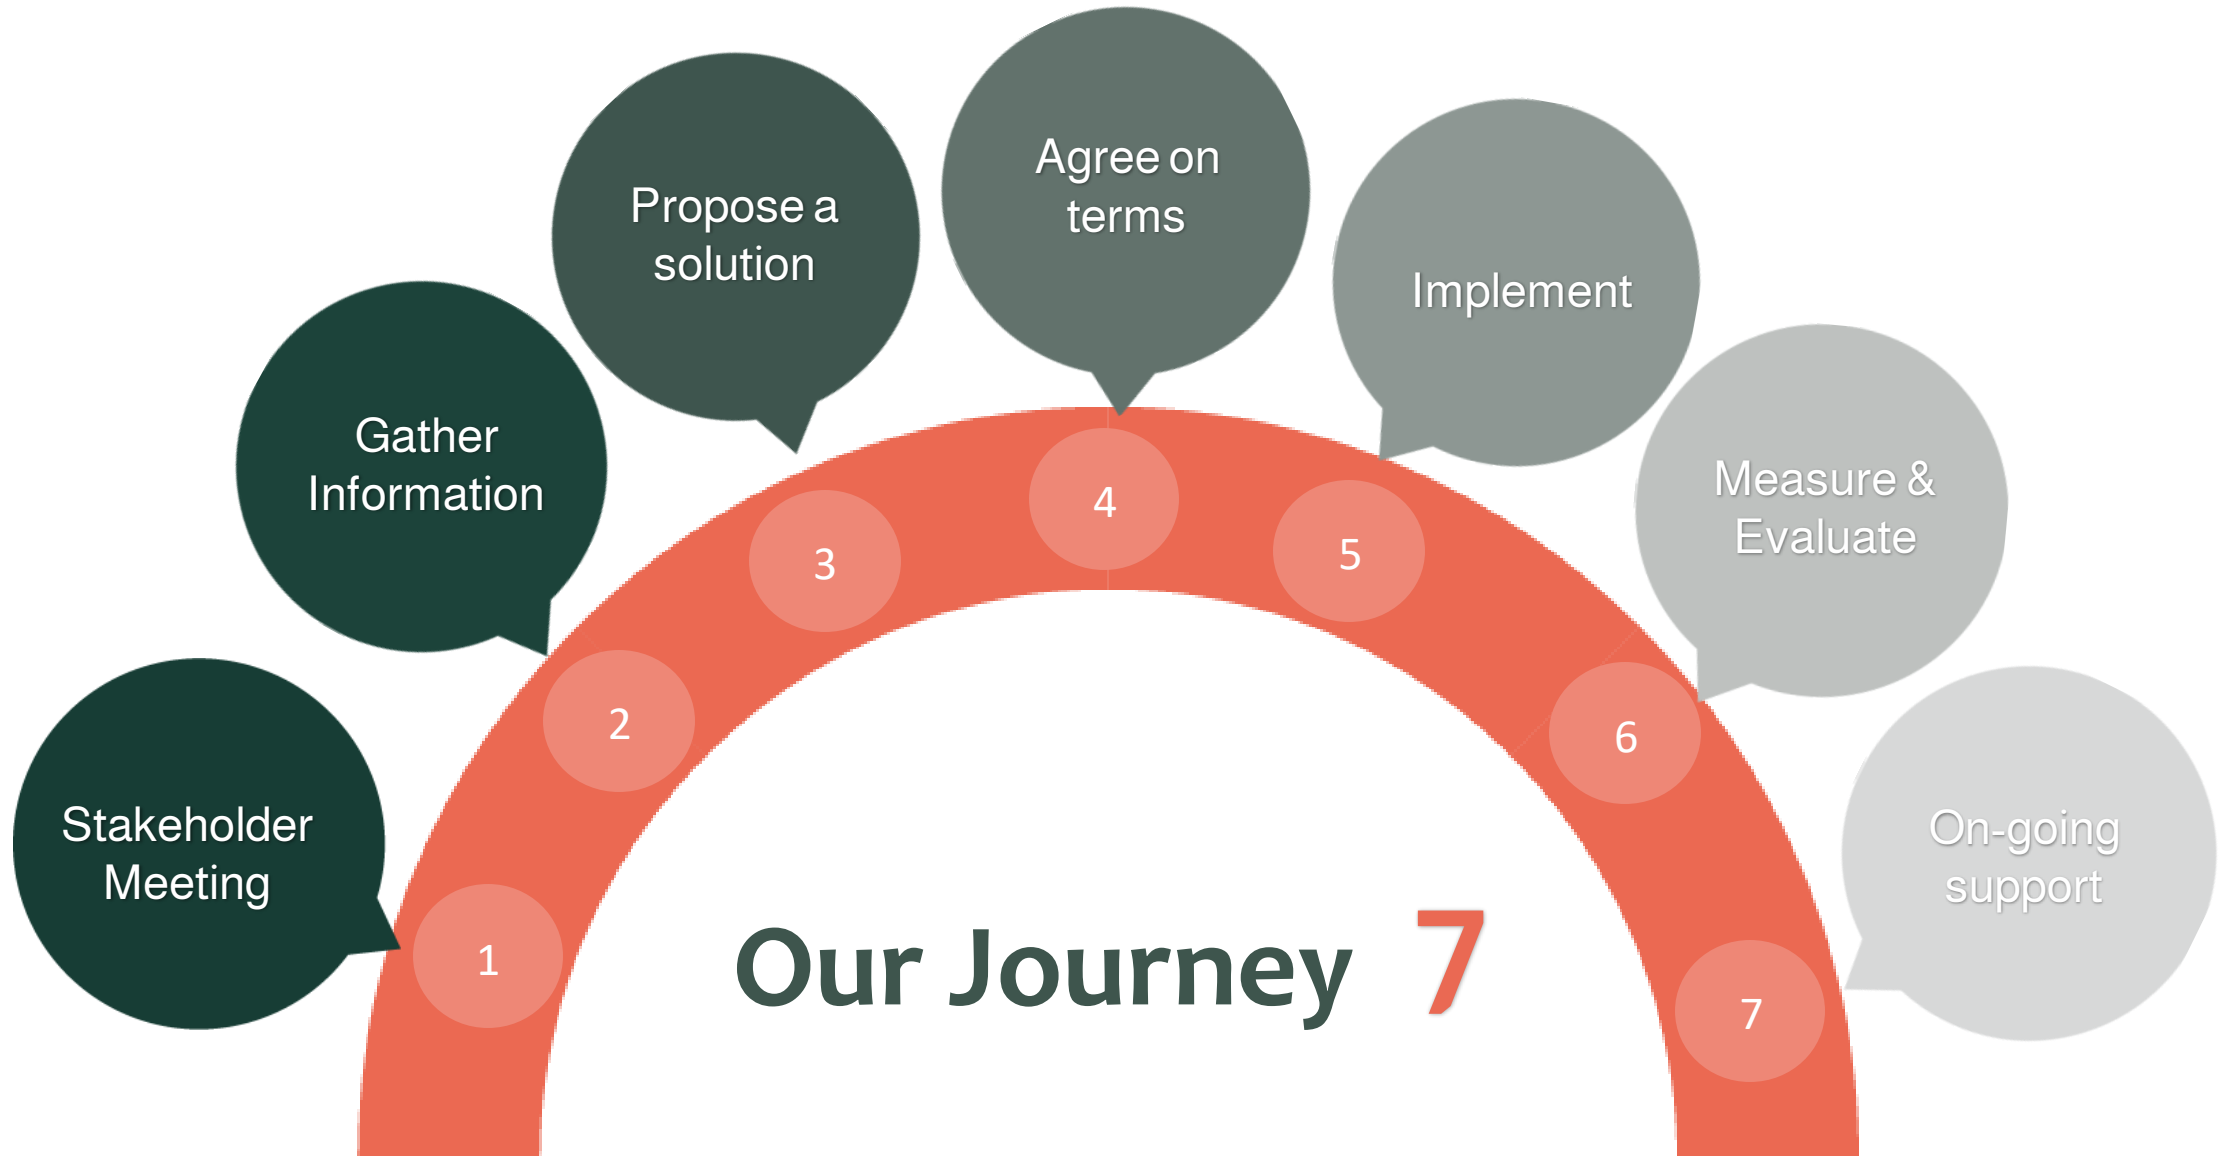 Stakeholder
Meeting
1
Gather
Information
2
Propose a
solution
3
Agree on
terms
4
Implement
5
Measure &
Evaluate
6
On-going
support
7
Our Journey 7